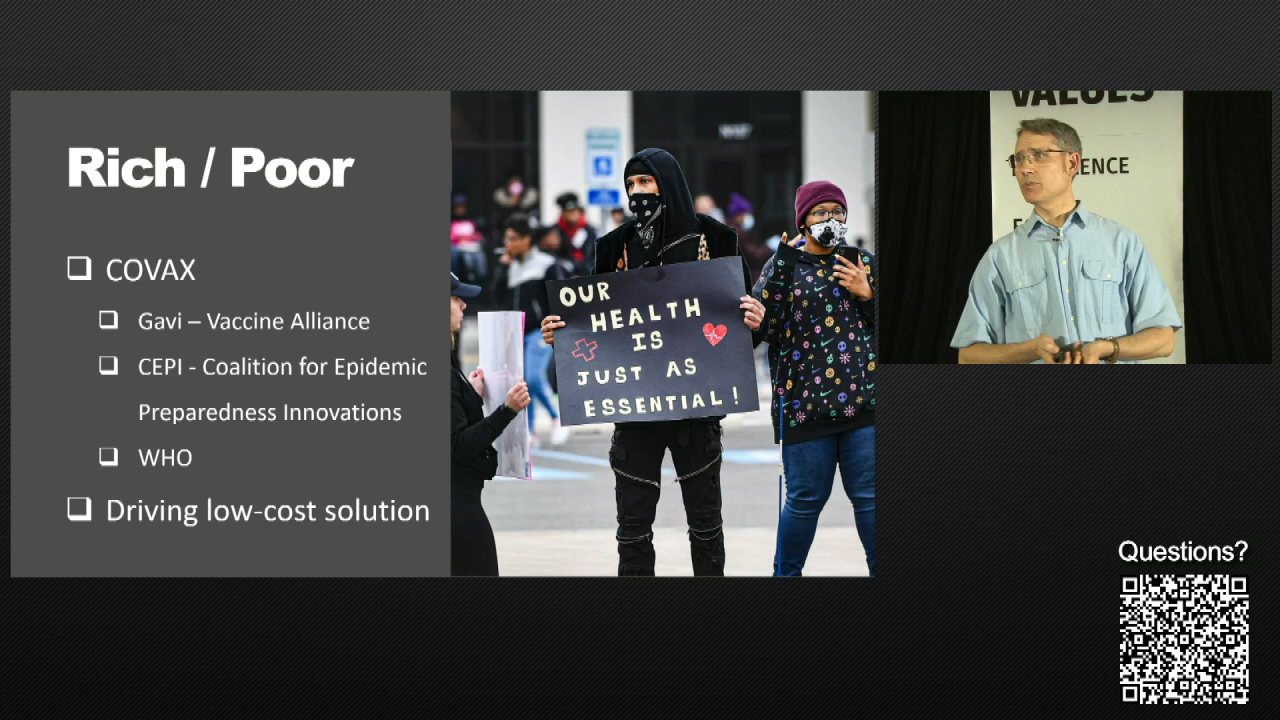 Rich / Poor
COVAX
Gavi – Vaccine Alliance
CEPI - Coalition for Epidemic
Preparedness Innovations
WHO
Driving low-cost solution
OUR
HEALTH
IS
JUST AS
ESSENTIAL!
VALUES
Questions?